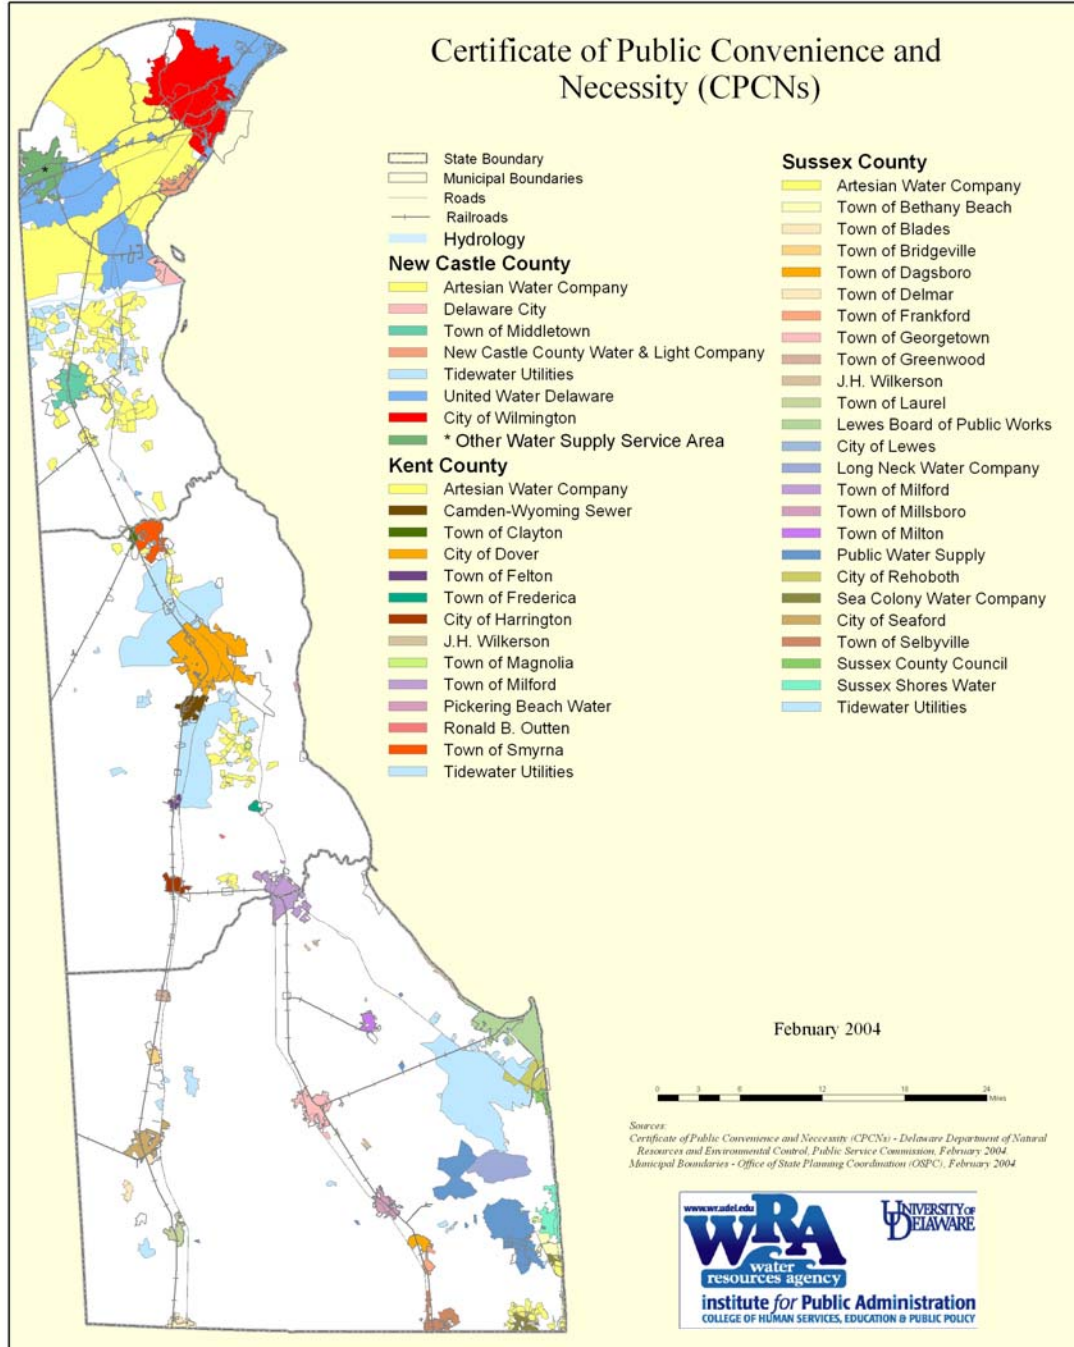 Certificate of Public Convenience and
Necessity (CPCNs)
State Boundary
Municipal Boundaries
Roads
Railroads
Hydrology
New Castle County
Artesian Water Company
Delaware City
Town of Middletown
New Castle County Water & Light Company
Tidewater Utilities
United Water Delaware
City of Wilmington
* Other Water Supply Service Area
Kent County
Artesian Water Company
Camden-Wyoming Sewer
Town of Clayton
City of Dover
Town of Felton
Town of Frederica
City of Harrington
J.H. Wilkerson
Town of Magnolia
Town of Milford
Pickering Beach Water
Ronald B. Outten
Town of Smyrna
Tidewater Utilities
Sussex County
Artesian Water Company
Town of Bethany Beach
Town of Blades
Town of Bridgeville
Town of Dagsboro
Town of Delmar
Town of Frankford
Town of Georgetown
Town of Greenwood
J.H. Wilkerson
Town of Laurel
Lewes Board of Public Works
City of Lewes
Long Neck Water Company
Town of Milford
Town of Millsboro
Town of Milton
Public Water Supply
City of Rehoboth
Sea Colony Water Company
City of Seaford
Town of Selbyville
Sussex County Council
Sussex Shores Water
Tidewater Utilities
February 2004
0 3 6 12 18 24
Miles
Sources:
Certificate of Public Convenience and Necessity (CPCNs) - Delaware Department of Natural
Resources and Environmental Control, Public Service Commission, February 2004.
Municipal Boundaries - Office of State Planning Coordination (OSPC), February 2004.
www.wr.udel.edu
WRA
water
resources agency
UNIVERSITY OF
DELAWARE
institute for Public Administration
COLLEGE OF HUMAN SERVICES, EDUCATION & PUBLIC POLICY